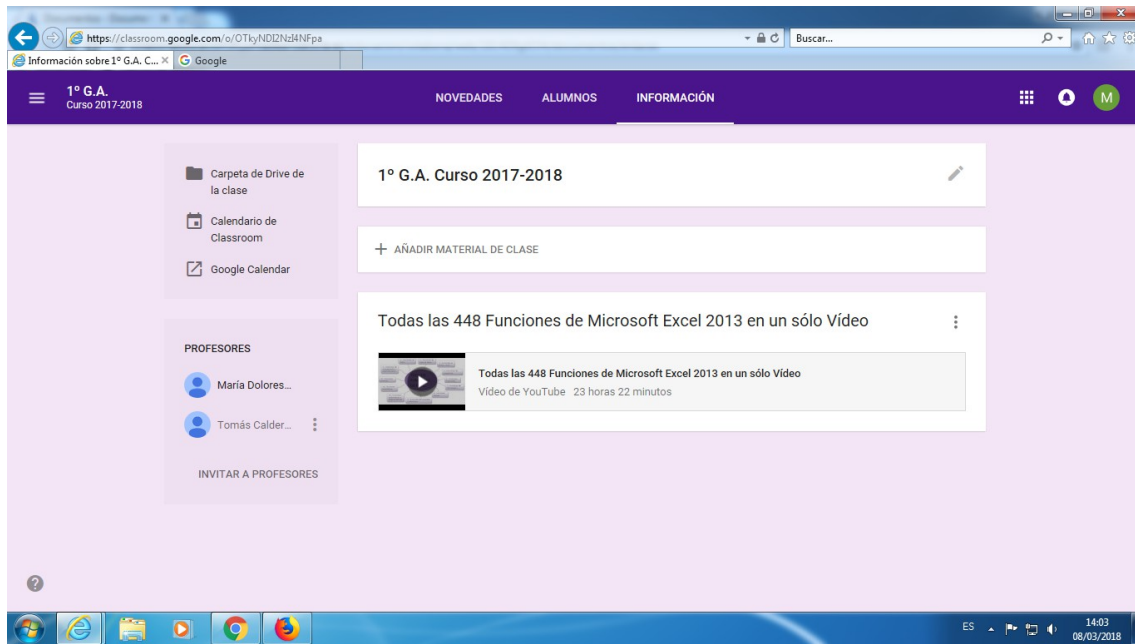 https://classroom.google.com/o/OTkyNDI2NzI4NFpa
Buscar...
Información sobre 1º G.A. C...
Google
1º G.A.
Curso 2017-2018
NOVEDADES
ALUMNOS
INFORMACIÓN
M
Carpeta de Drive de
la clase
Calendario de
Classroom
Google Calendar
PROFESORES
María Dolores...
Tomás Calder...
INVITAR A PROFESORES
1º G.A. Curso 2017-2018
AÑADIR MATERIAL DE CLASE
Todas las 448 Funciones de Microsoft Excel 2013 en un sólo Vídeo
Todas las 448 Funciones de Microsoft Excel 2013 en un sólo Vídeo
Vídeo de YouTube 23 horas 22 minutos
ES
14:03
08/03/2018